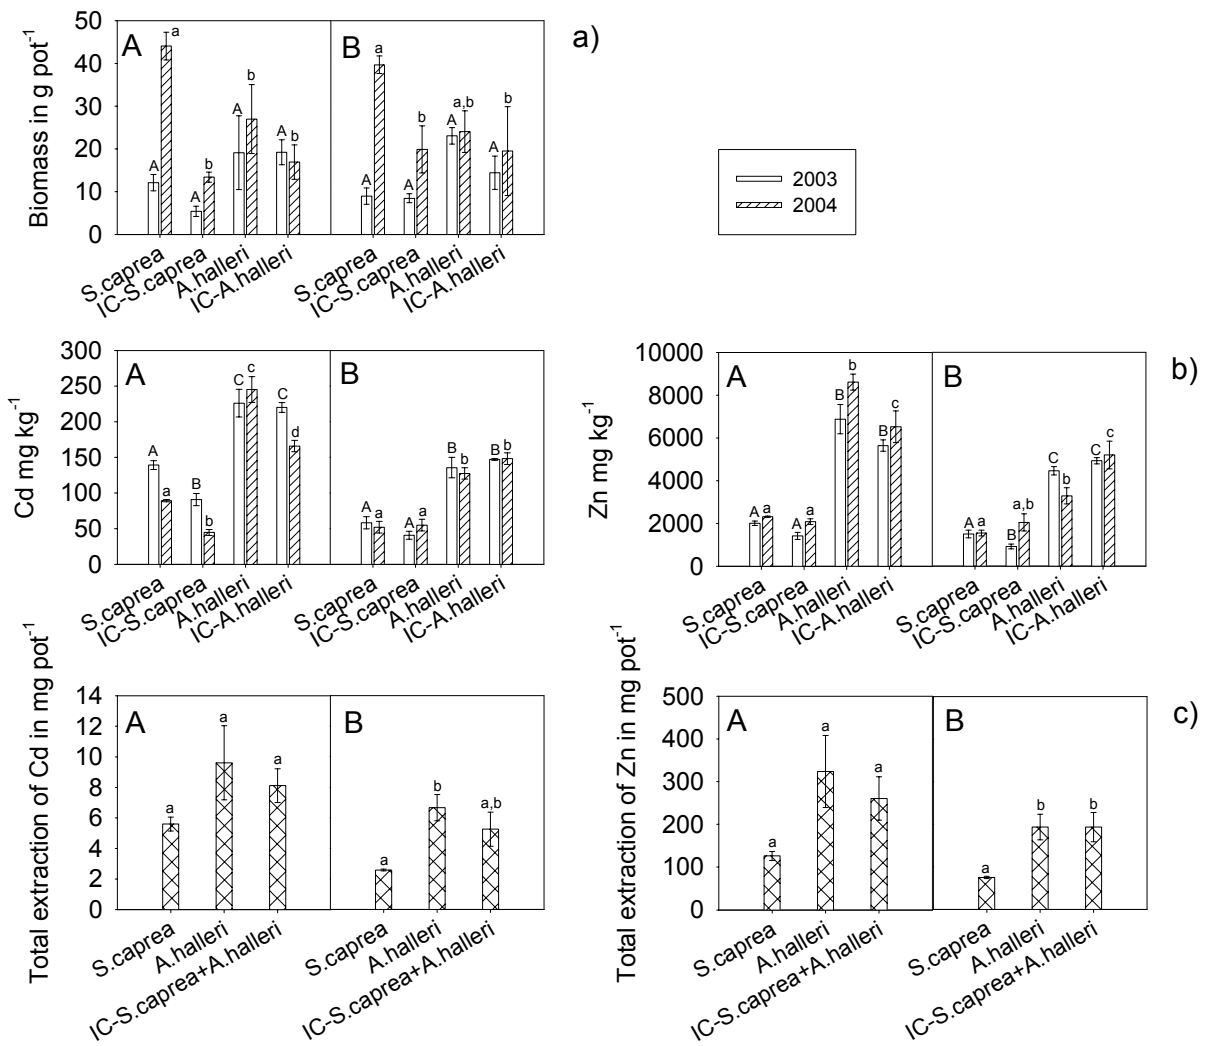 a)
Biomass in g pot-1
50
40
30
20
10
0
A
A
a
A
b
A
b
A
b
B
A
a
A
b
A
a,b
A
b
S.caprea
IC-S.caprea
A.halleri
IC-A.halleri
S.caprea
IC-S.caprea
A.halleri
IC-A.halleri
2003
2004
b)
Cd mg kg-1
300
250
200
150
100
50
0
A
A
a
B
b
C
c
C
d
B
A
a
A
a
B
b
B
b
S.caprea
IC-S.caprea
A.halleri
IC-A.halleri
S.caprea
IC-S.caprea
A.halleri
IC-A.halleri
Zn mg kg-1
10000
8000
6000
4000
2000
0
A
A
a
A
a
B
b
B
c
B
A
a
B
a,b
C
b
C
c
S.caprea
IC-S.caprea
A.halleri
IC-A.halleri
S.caprea
IC-S.caprea
A.halleri
IC-A.halleri
c)
Total extraction of Cd in mg pot-1
14
12
10
8
6
4
2
0
A
a
a
a
B
a
b
a,b
S.caprea
A.halleri
IC-S.caprea+A.halleri
S.caprea
A.halleri
IC-S.caprea+A.halleri
Total extraction of Zn in mg pot-1
500
400
300
200
100
0
A
a
a
a
B
a
b
b
S.caprea
A.halleri
IC-S.caprea+A.halleri
S.caprea
A.halleri
IC-S.caprea+A.halleri